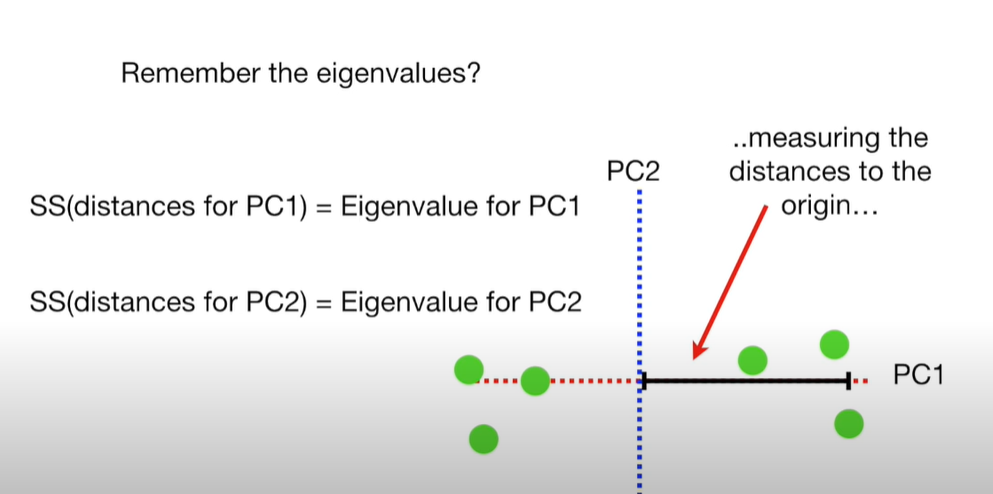 Remember the eigenvalues?
..measuring the
distances to the
origin...
PC2
SS(distances for PC1) = Eigenvalue for PC1
SS(distances for PC2) = Eigenvalue for PC2
PC1